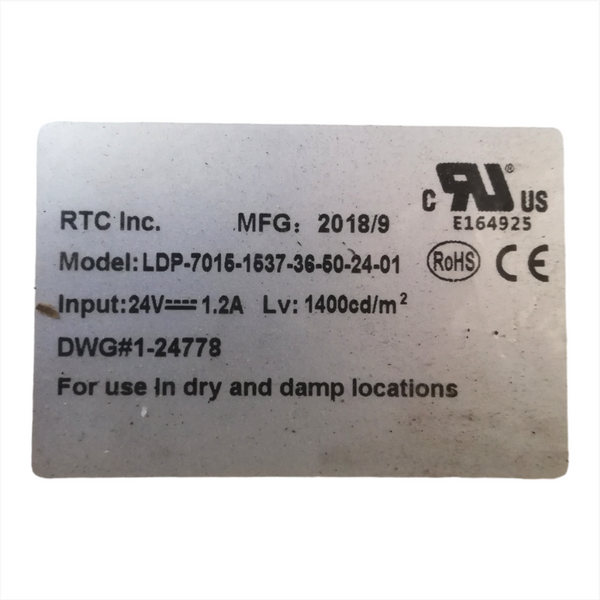 RTC Inc. MFG: 2018/9
c RU ® US
E164925
Model: LDP-7015-1537-36-50-24-01
RoHS CE
Input: 24V⎓1.2A Lv: 1400cd/m²
DWG#1-24778
For use in dry and damp locations